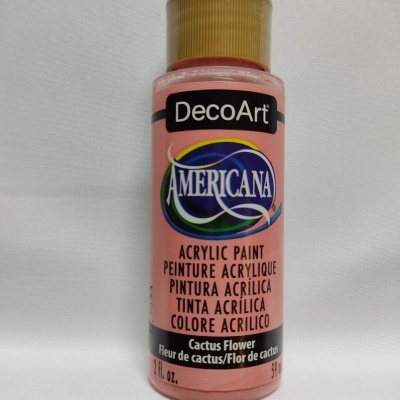 DecoArt
AMERICANA
ACRYLIC PAINT
PEINTURE ACRYLIQUE
PINTURA ACRÍLICA
TINTA ACRÍLICA
COLORE ACRILICO
Cactus Flower
Fleur de cactus/Flor de cactus
fl. oz. 59